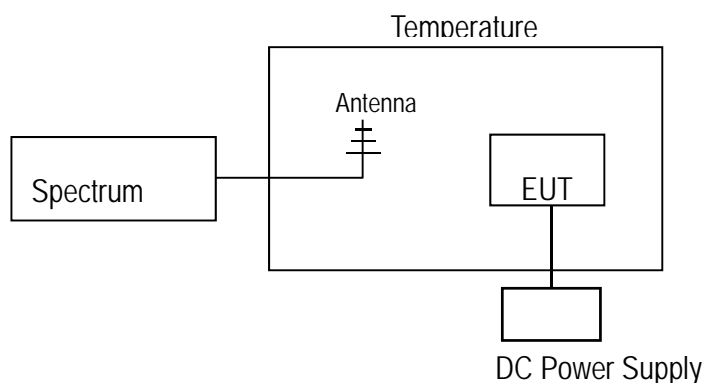 Temperature
Antenna
Spectrum
EUT
DC Power Supply